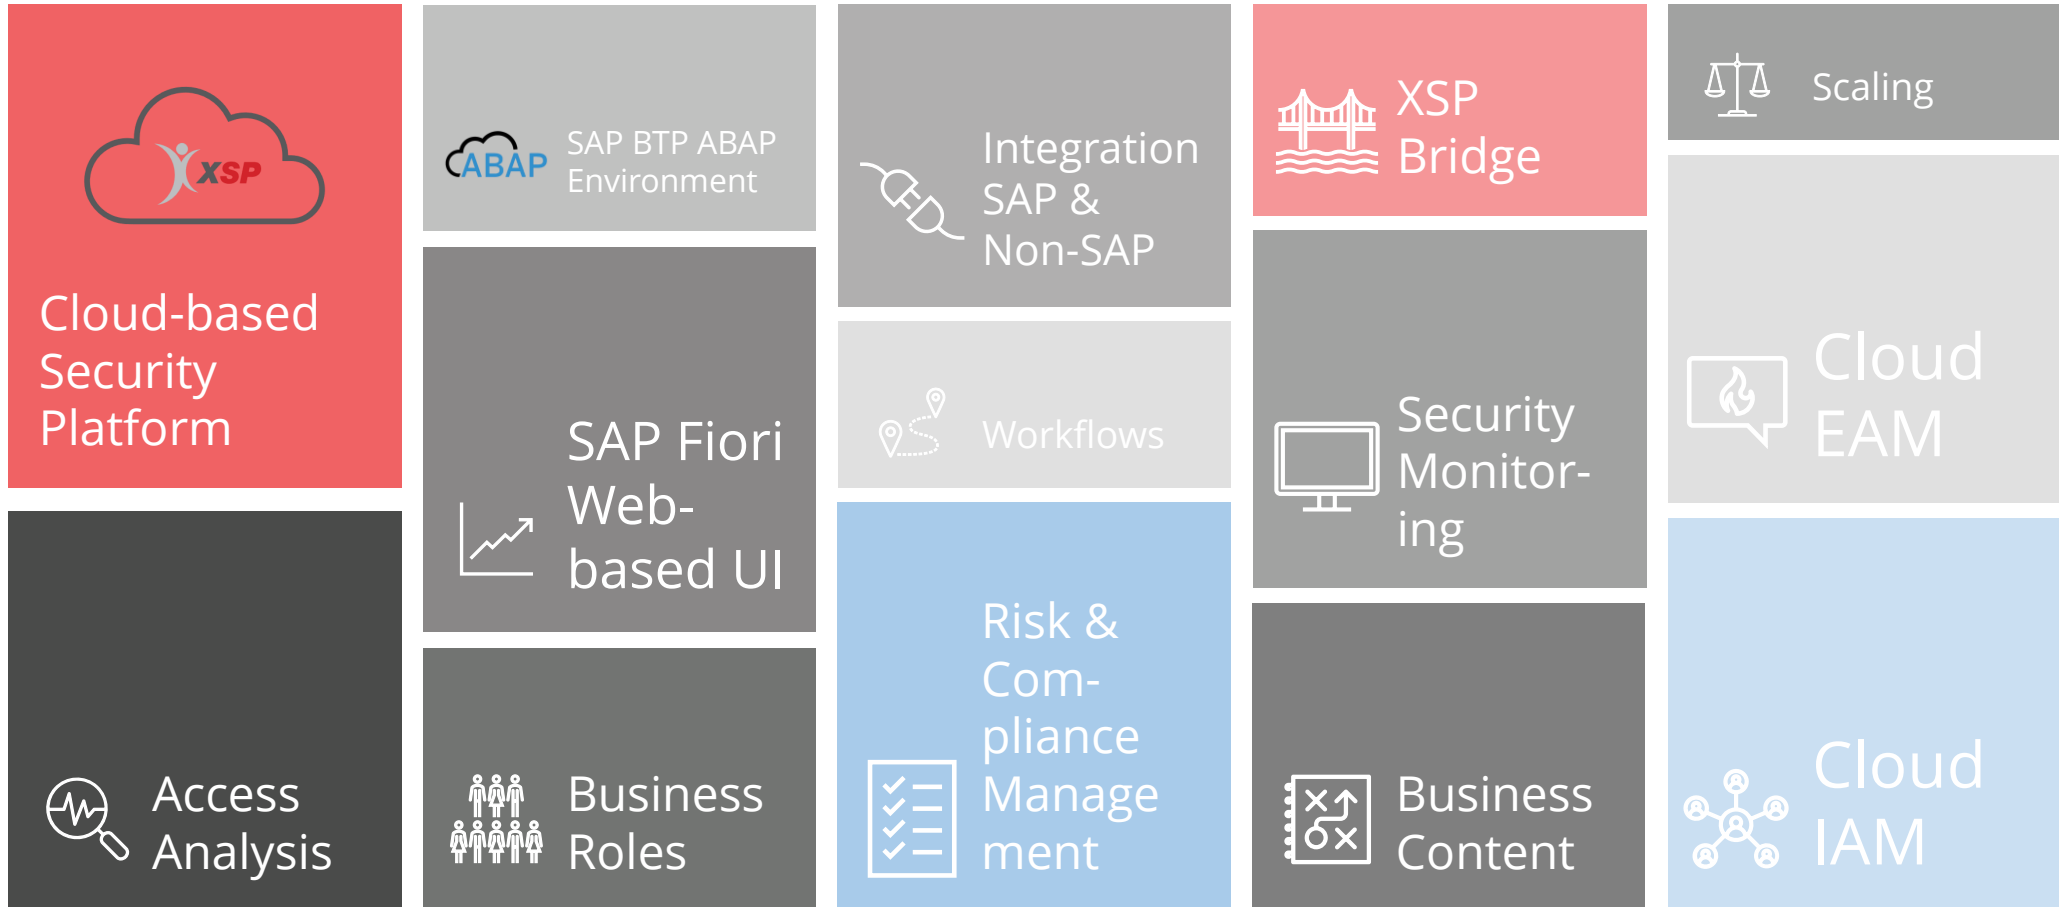 XSP
Cloud-based
Security
Platform
Access
Analysis
ABAP
SAP BTP ABAP
Environment
SAP Fiori
Web-
based UI
Business
Roles
Integration
SAP &
Non-SAP
Workflows
Risk &
Com-
pliance
Manage
ment
XSP
Bridge
Security
Monitor-
ing
Business
Content
Scaling
Cloud
EAM
Cloud
IAM